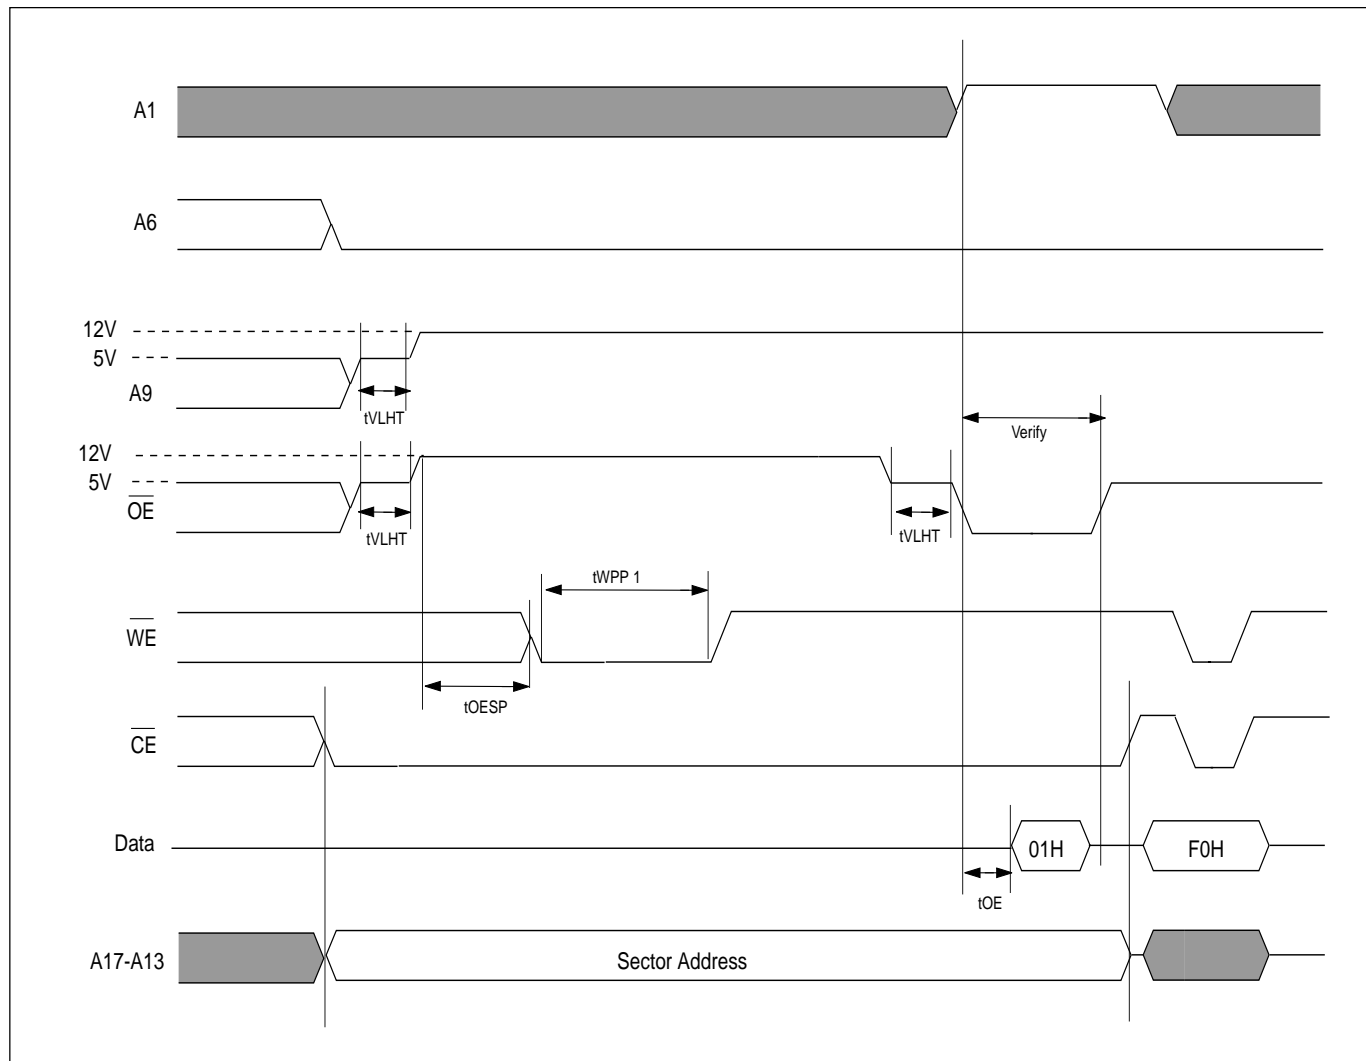 A1
A6
12V
5V
A9
tVLHT
Verify
12V
5V
OE
tVLHT
tVLHT
tWPP 1
WE
tOESP
CE
Data
01H
F0H
tOE
A17-A13
Sector Address